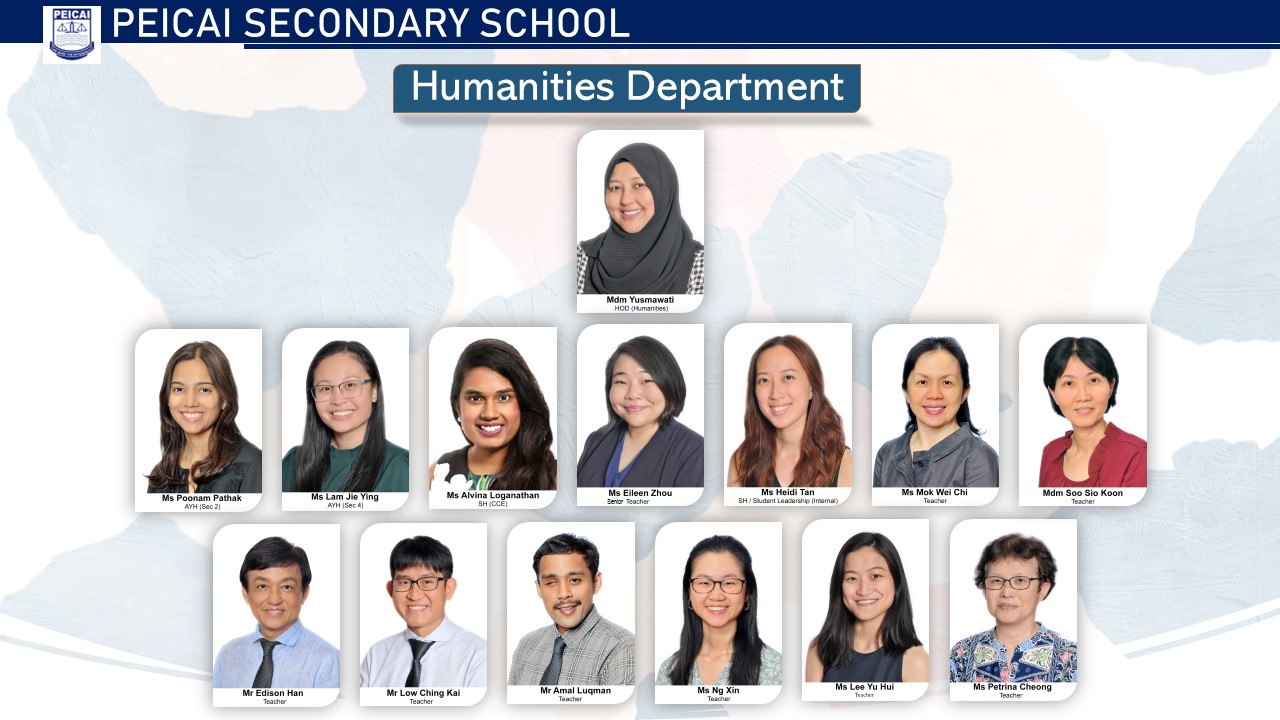 PEICAI
PEICAI SECONDARY SCHOOL
Humanities Department
Mdm Yusmawati
HOD (Humanities)
Ms Poonam Pathak
AYH (Sec 2)
Ms Lam Jie Ying
AYH (Sec 4)
Ms Alvina Loganathan
SH (CCE)
Ms Eileen Zhou
Senior Teacher
Ms Heidi Tan
SH / Student Leadership (Internal)
Ms Mok Wei Chi
Teacher
Mdm Soo Sio Koon
Teacher
Mr Edison Han
Teacher
Mr Low Ching Kai
Teacher
Mr Amal Luqman
Teacher
Ms Ng Xin
Teacher
Ms Lee Yu Hui
Teacher
Ms Petrina Cheong
Teacher